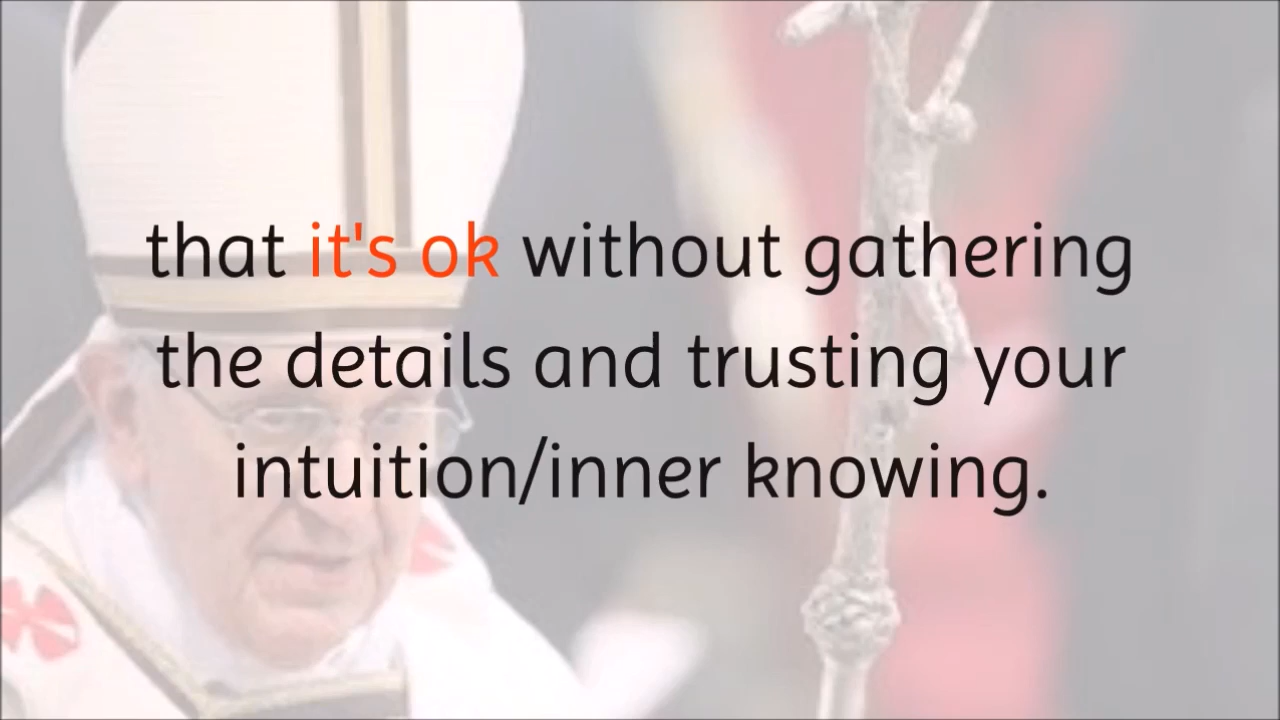 that it's ok without gathering
the details and trusting your
intuition/inner knowing.